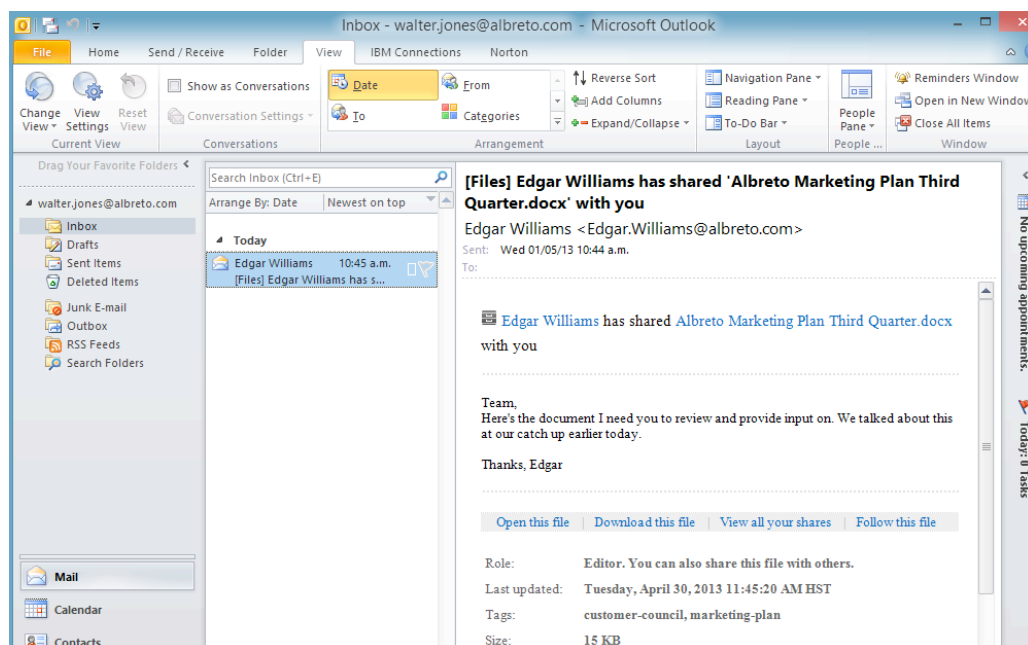 Inbox - walter.jones@albreto.com - Microsoft Outlook
File Home Send / Receive Folder View IBM Connections Norton
Change View
View Settings
Reset View
Current View
Show as Conversations
Conversation Settings
Conversations
Date From
To Categories
Reverse Sort
Add Columns
Expand/Collapse
Arrangement
Navigation Pane
Reading Pane
To-Do Bar
Layout
People Pane
People ...
Reminders Window
Open in New Window
Close All Items
Window
Drag Your Favorite Folders
walter.jones@albreto.com
Inbox
Drafts
Sent Items
Deleted Items
Junk E-mail
Outbox
RSS Feeds
Search Folders
Mail
Calendar
Contacts
Search Inbox (Ctrl+E)
Arrange By: Date Newest on top
Today
Edgar Williams 10:45 a.m.
[Files] Edgar Williams has s...
[Files] Edgar Williams has shared 'Albreto Marketing Plan Third
Quarter.docx' with you
Edgar Williams <Edgar.Williams@albreto.com>
Sent: Wed 01/05/13 10:44 a.m.
To:
Edgar Williams has shared Albreto Marketing Plan Third Quarter.docx
with you
Team,
Here's the document I need you to review and provide input on. We talked about this
at our catch up earlier today.
Thanks, Edgar
Open this file | Download this file | View all your shares | Follow this file
Role: Editor. You can also share this file with others.
Last updated: Tuesday, April 30, 2013 11:45:20 AM HST
Tags: customer-council, marketing-plan
Size: 15 KB
No upcoming appointments.
Today: 0 Tasks